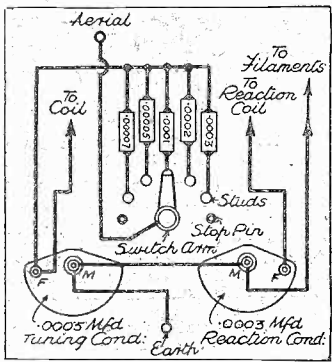 Aerial
To
Filaments
To
Reaction
Coil
To
Coil
.0007
.0005
.0001
.0002
.0003
Studs
Stop Pin
Switch Arm
F
M
M
F
.0005 Mfd
Tuning Cond:
Earth
.0003 Mfd
Reaction Cond: